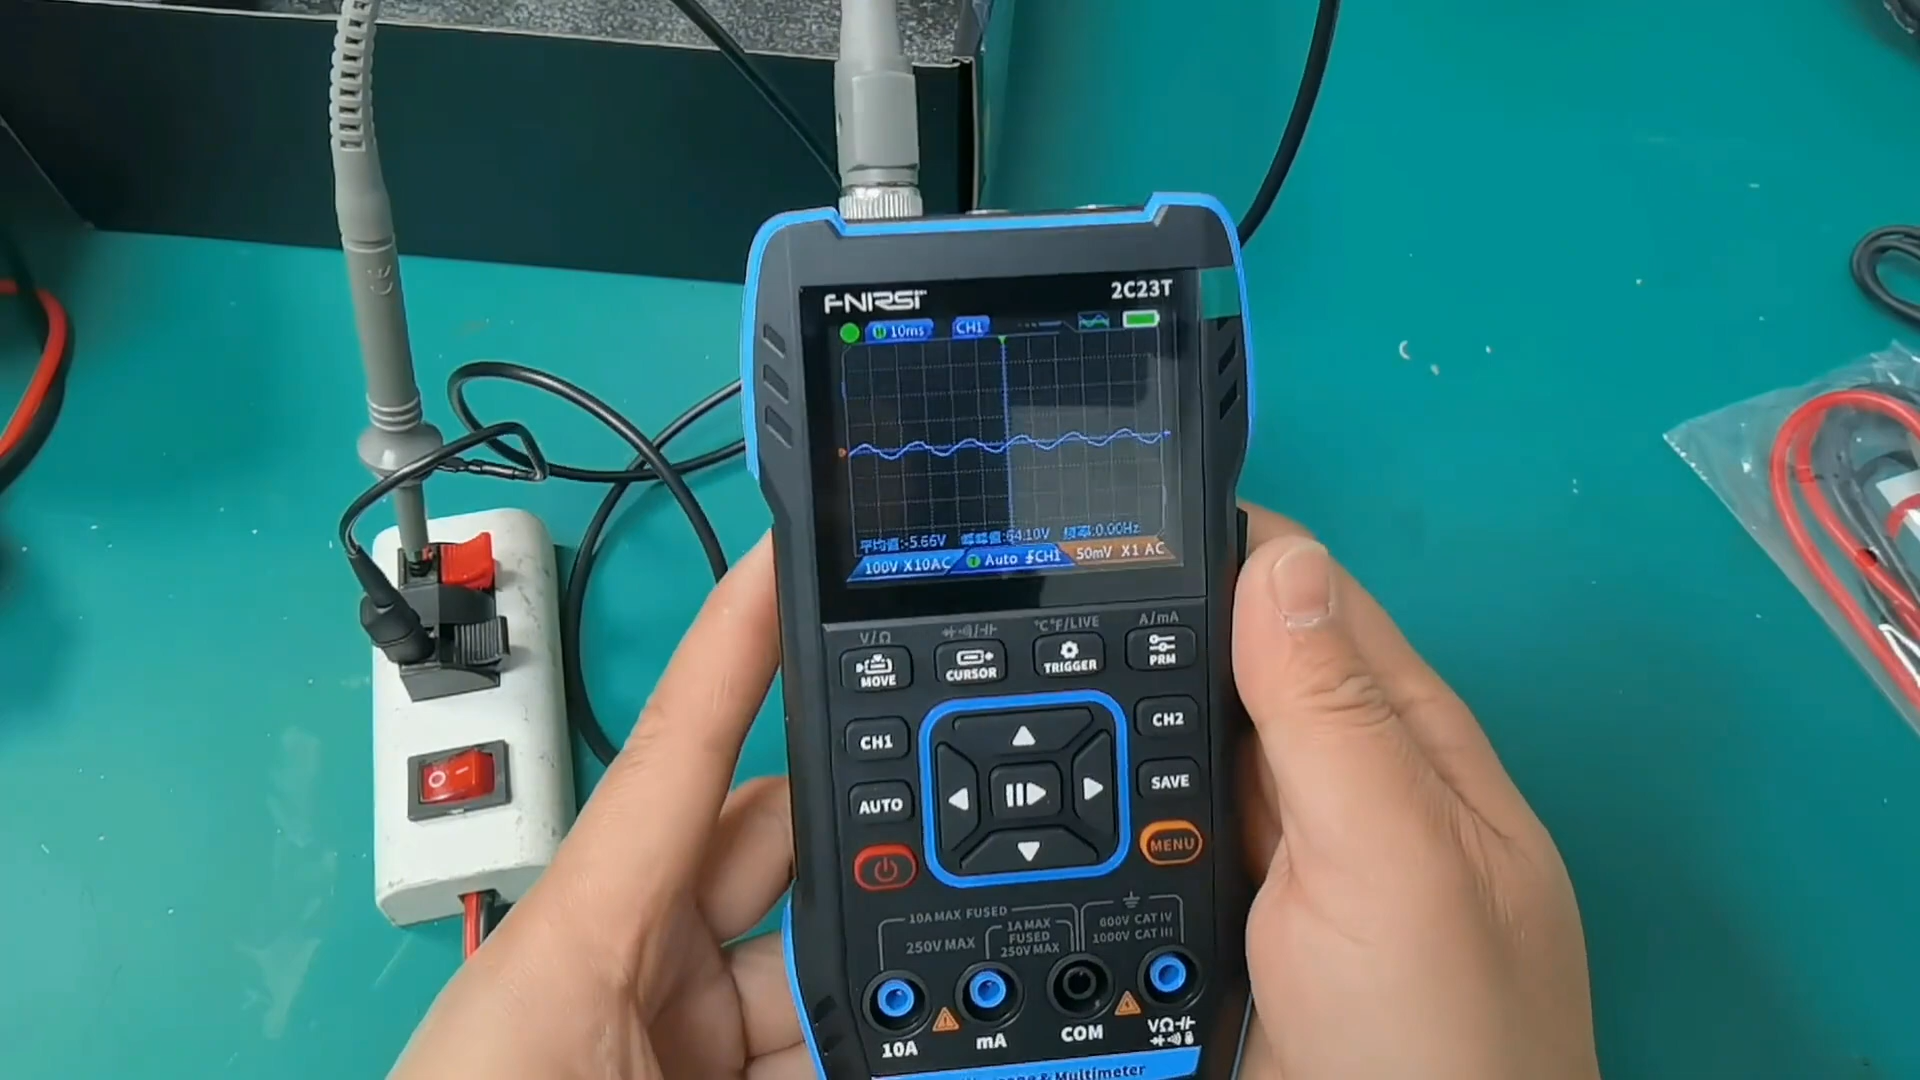 FNIRSI 2C23T
H 10ms CH1
平均值:-5.66V 峰峰值:64.10V 频率:0.00Hz
100V X10AC T Auto CH1 50mV X1 AC
V/Ω
°C°F/LIVE
A/mA
MOVE
CURSOR
TRIGGER
PRM
CH1
CH2
AUTO
SAVE
MENU
10A MAX FUSED
250V MAX
1A MAX
FUSED
250V MAX
600V CAT IV
1000V CAT III
10A
mA
COM
VΩ
& Multimeter
CE
O I